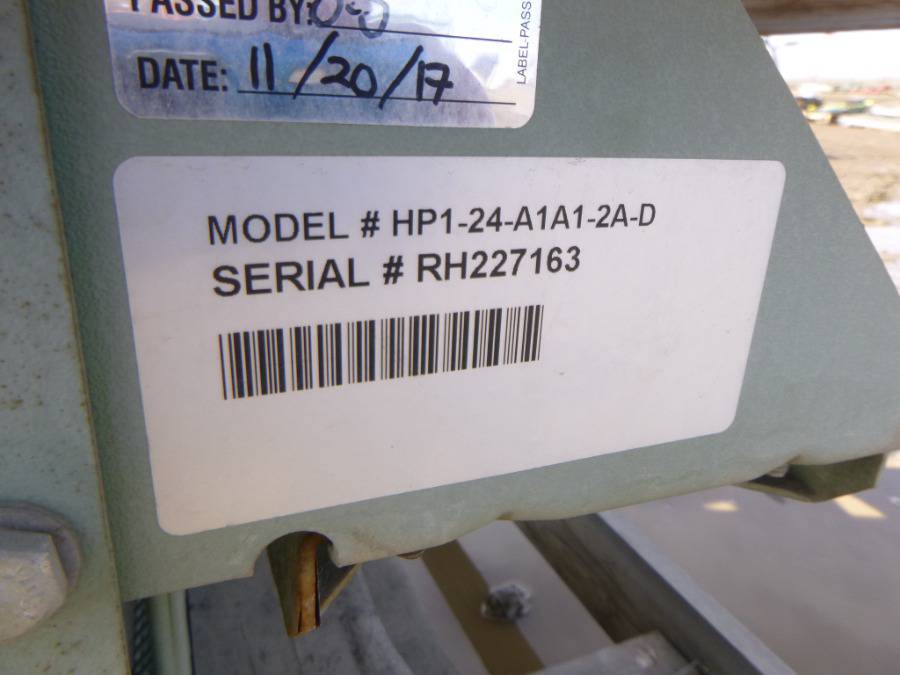 PASSED BY:
DATE: 11/20/17
LABEL-PASS
MODEL # HP1-24-A1A1-2A-D
SERIAL # RH227163